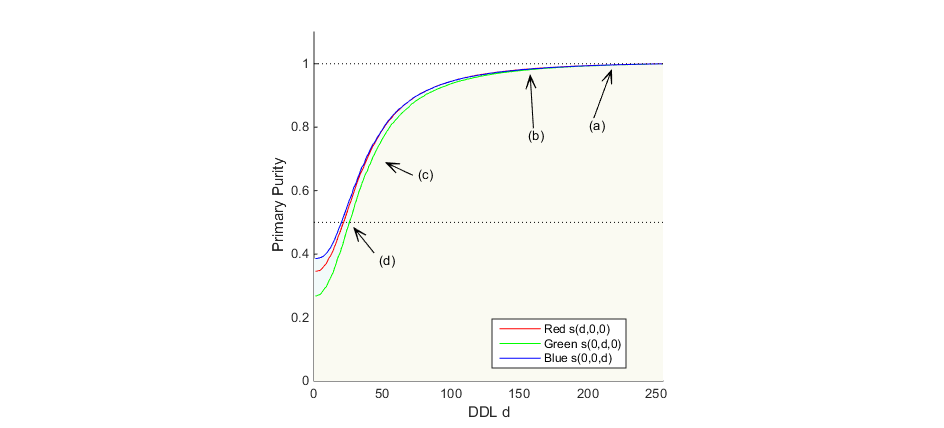 1
(a)
(b)
0.8
(c)
0.6
Primary Purity
(d)
0.4
0.2
Red s(d,0,0)
Green s(0,d,0)
Blue s(0,0,d)
0
0 50 100 150 200 250
DDL d